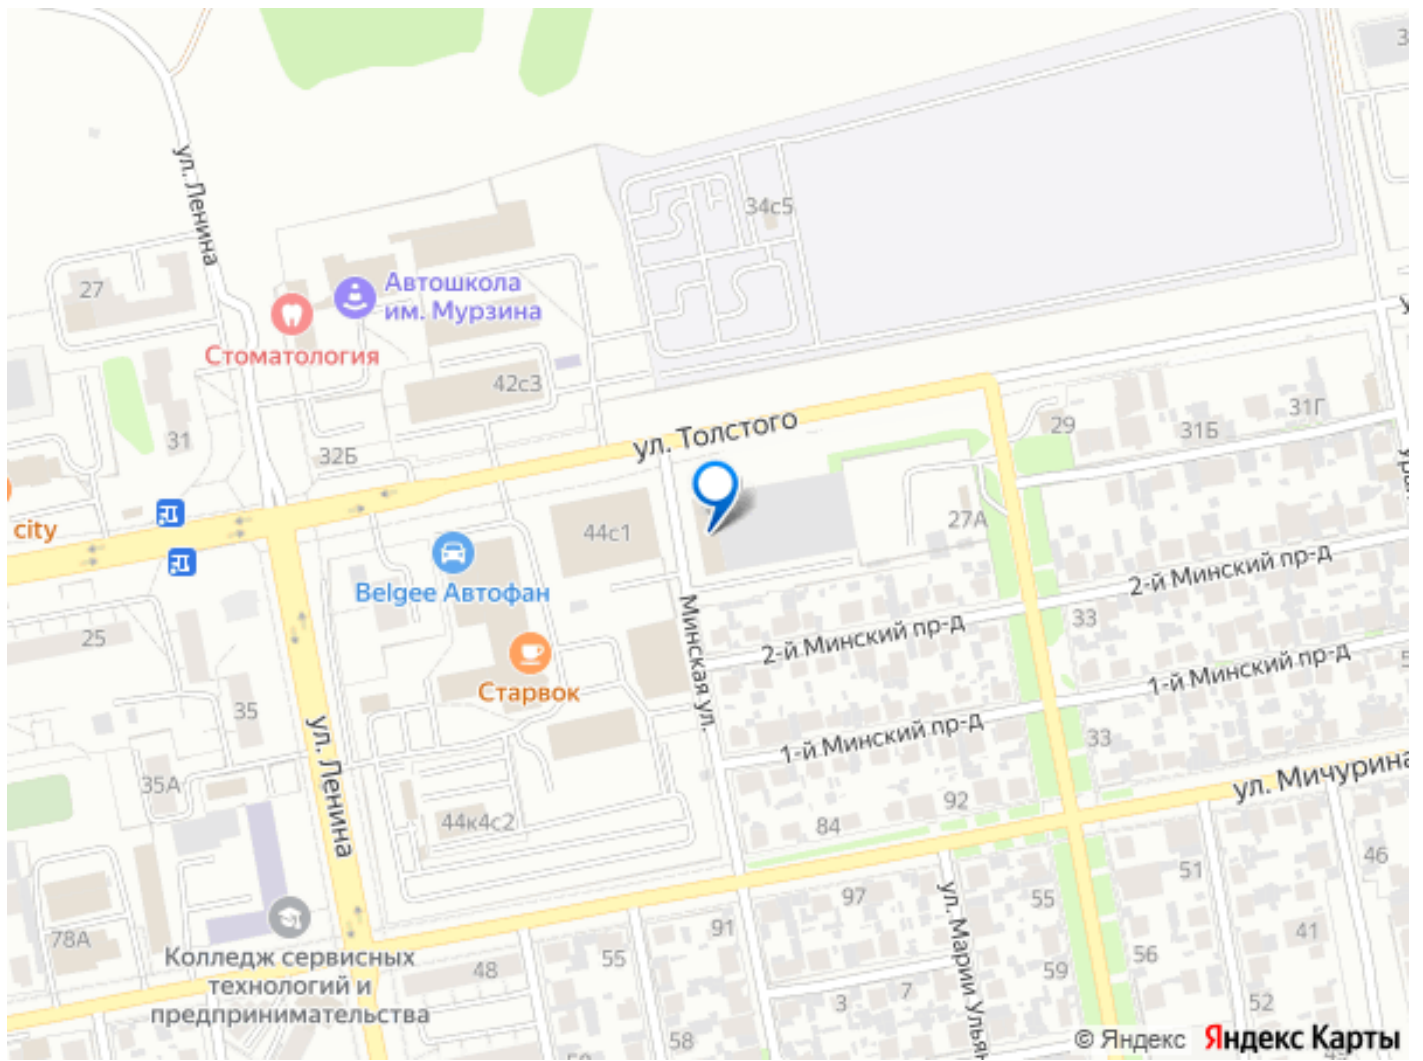 ул. Ленина
34с5
27
Автошкола
им. Мурзина
Стоматология
42с3
ул. Толстого
31
32Б
29
31Б
31Г
city
44с1
27А
Belgee Автофан
2-й Минский пр-д
Минская ул.
2-й Минский пр-д
33
25
Старвок
1-й Минский пр-д
35
ул. Ленина
1-й Минский пр-д
33
35А
44к4с2
92
84
ул. Мичурина
46
51
97
55
78А
91
41
Колледж сервисных
технологий и
предпринимательства
48
55
59
56
3
7
52
58
© Яндекс Яндекс Карты